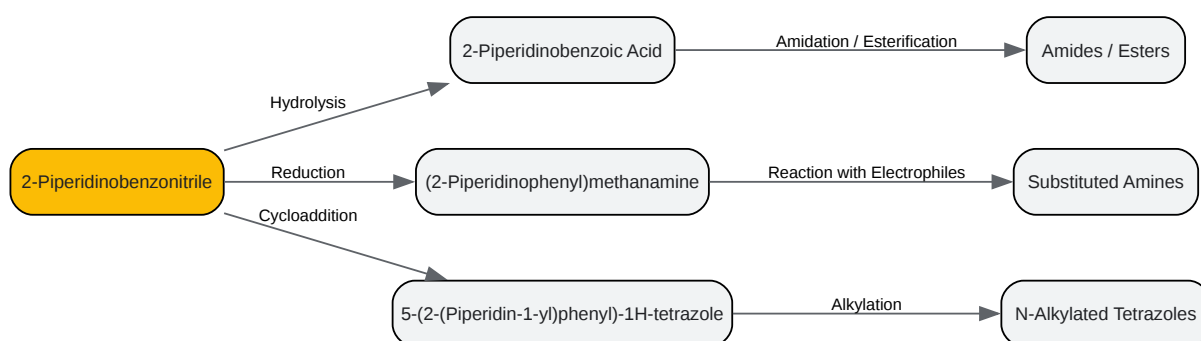 2-Piperidinobenzoic Acid
Amidation / Esterification
Amides / Esters
Hydrolysis
2-Piperidinobenzonitrile
Reduction
(2-Piperidinophenyl)methanamine
Reaction with Electrophiles
Substituted Amines
Cycloaddition
5-(2-(Piperidin-1-yl)phenyl)-1H-tetrazole
Alkylation
N-Alkylated Tetrazoles